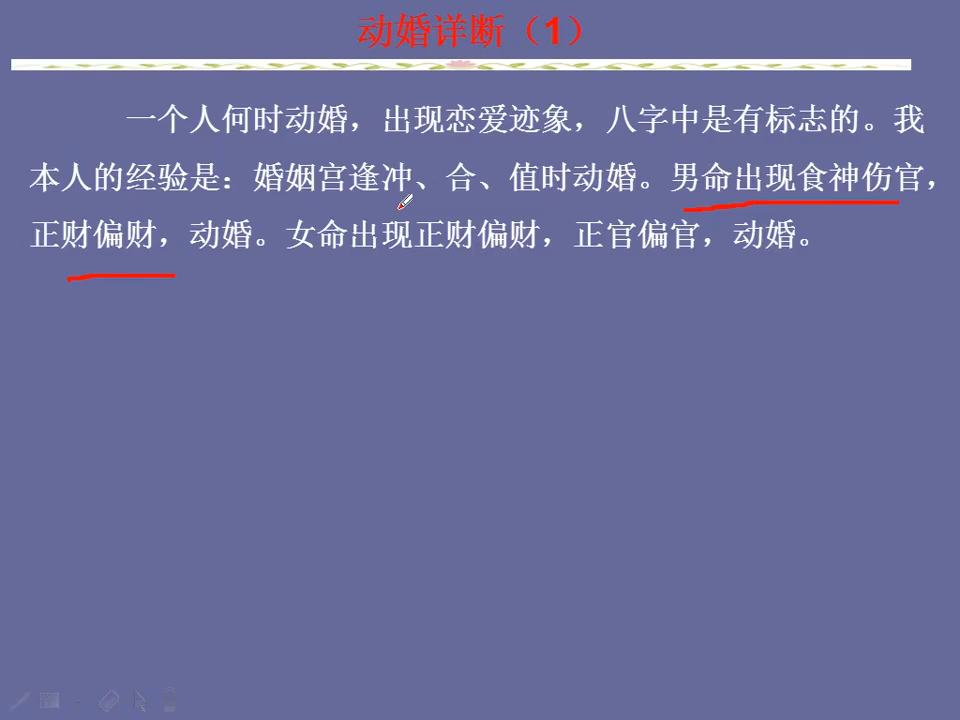 动婚详断（1）
一个人何时动婚，出现恋爱迹象，八字中是有标志的。我
本人的经验是：婚姻宫逢冲、合、值时动婚。男命出现食神伤官，
正财偏财，动婚。女命出现正财偏财，正官偏官，动婚。